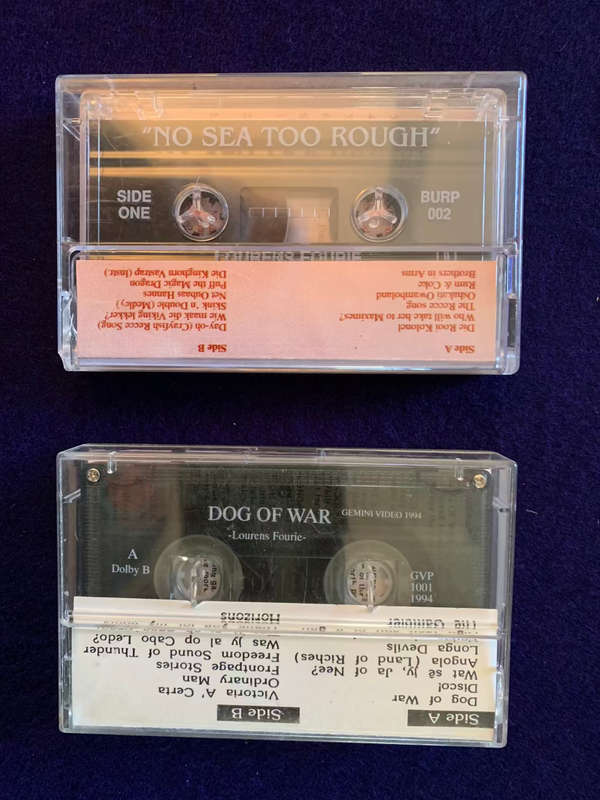 "NO SEA TOO ROUGH"
SIDE ONE
BURP 002
LOURENS FOURIE
Side A
Die Rooi Kolonel
Who will take her to Maximes?
The Recce song
Oshakati Owamboland
Rum & Coke
Brothers in Arms
Side B
Day-oh (Crayfish Recce Song)
Wie maak die Viking lekker?
Skink 'n Double (Medley)
Net Oubaas Hannes
Puff the Magic Dragon
Die Kinghorn Vastrap (Instr.)
DOG OF WAR
GEMINI VIDEO 1994
-Lourens Fourie-
A
Dolby B
GVP
1001
1994
Side A
Dog of War
Wat sê jy, Ja of Nee?
Angola (Land of Riches)
Longa Devils
The Gambler
Side B
Victoria A' Certa
Ordinary Man
Frontpage Stories
Freedom Sound of Thunder
Was jy al op Cabo Ledo?
Horizons